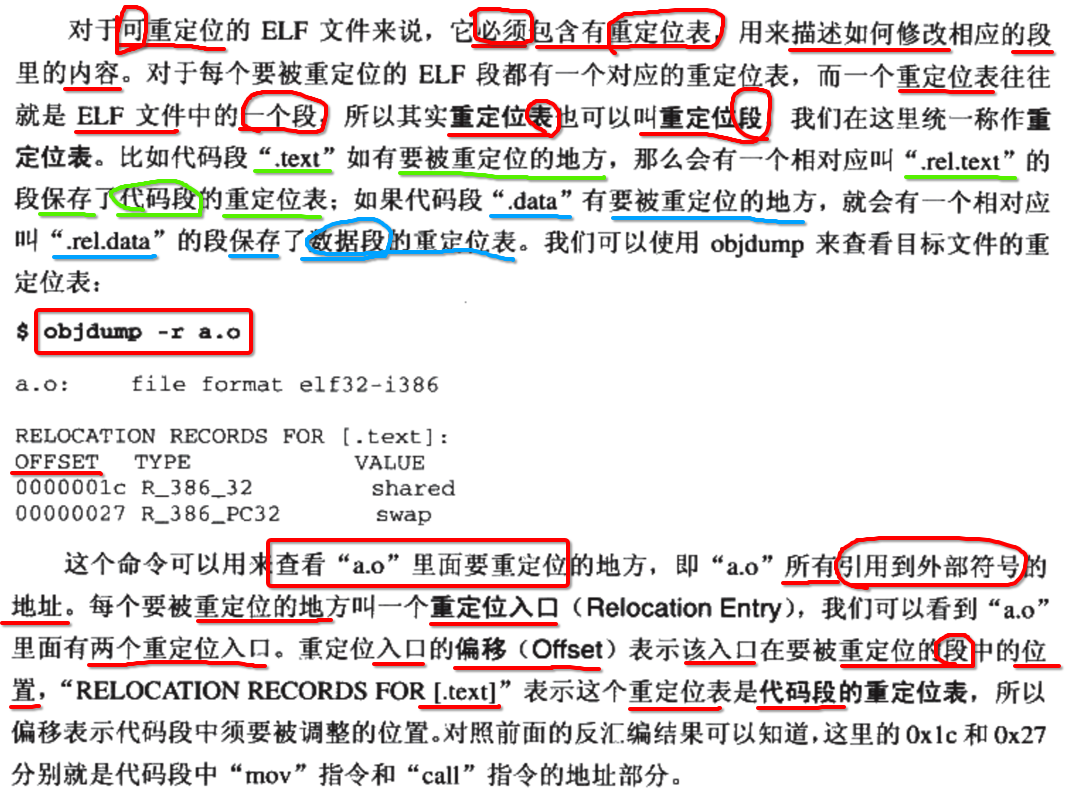 对于可重定位的 ELF 文件来说，它必须包含有重定位表，用来描述如何修改相应的段
里的内容。对于每个要被重定位的 ELF 段都有一个对应的重定位表，而一个重定位表往往
就是 ELF 文件中的一个段，所以其实重定位表也可以叫重定位段，我们在这里统一称作重
定位表。比如代码段“.text”如有要被重定位的地方，那么会有一个相对应叫“.rel.text”的
段保存了代码段的重定位表；如果代码段“.data”有要被重定位的地方，就会有一个相对应
叫“.rel.data”的段保存了数据段的重定位表。我们可以使用 objdump 来查看目标文件的重
定位表：
$ objdump -r a.o
a.o:     file format elf32-i386
RELOCATION RECORDS FOR [.text]:
OFFSET   TYPE              VALUE
0000001c R_386_32          shared
00000027 R_386_PC32        swap
这个命令可以用来查看“a.o”里面要重定位的地方，即“a.o”所有引用到外部符号的
地址。每个要被重定位的地方叫一个重定位入口（Relocation Entry），我们可以看到“a.o”
里面有两个重定位入口。重定位入口的偏移（Offset）表示该入口在要被重定位的段中的位
置，“RELOCATION RECORDS FOR [.text]”表示这个重定位表是代码段的重定位表，所以
偏移表示代码段中须要被调整的位置。对照前面的反汇编结果可以知道，这里的 0x1c 和 0x27
分别就是代码段中“mov”指令和“call”指令的地址部分。